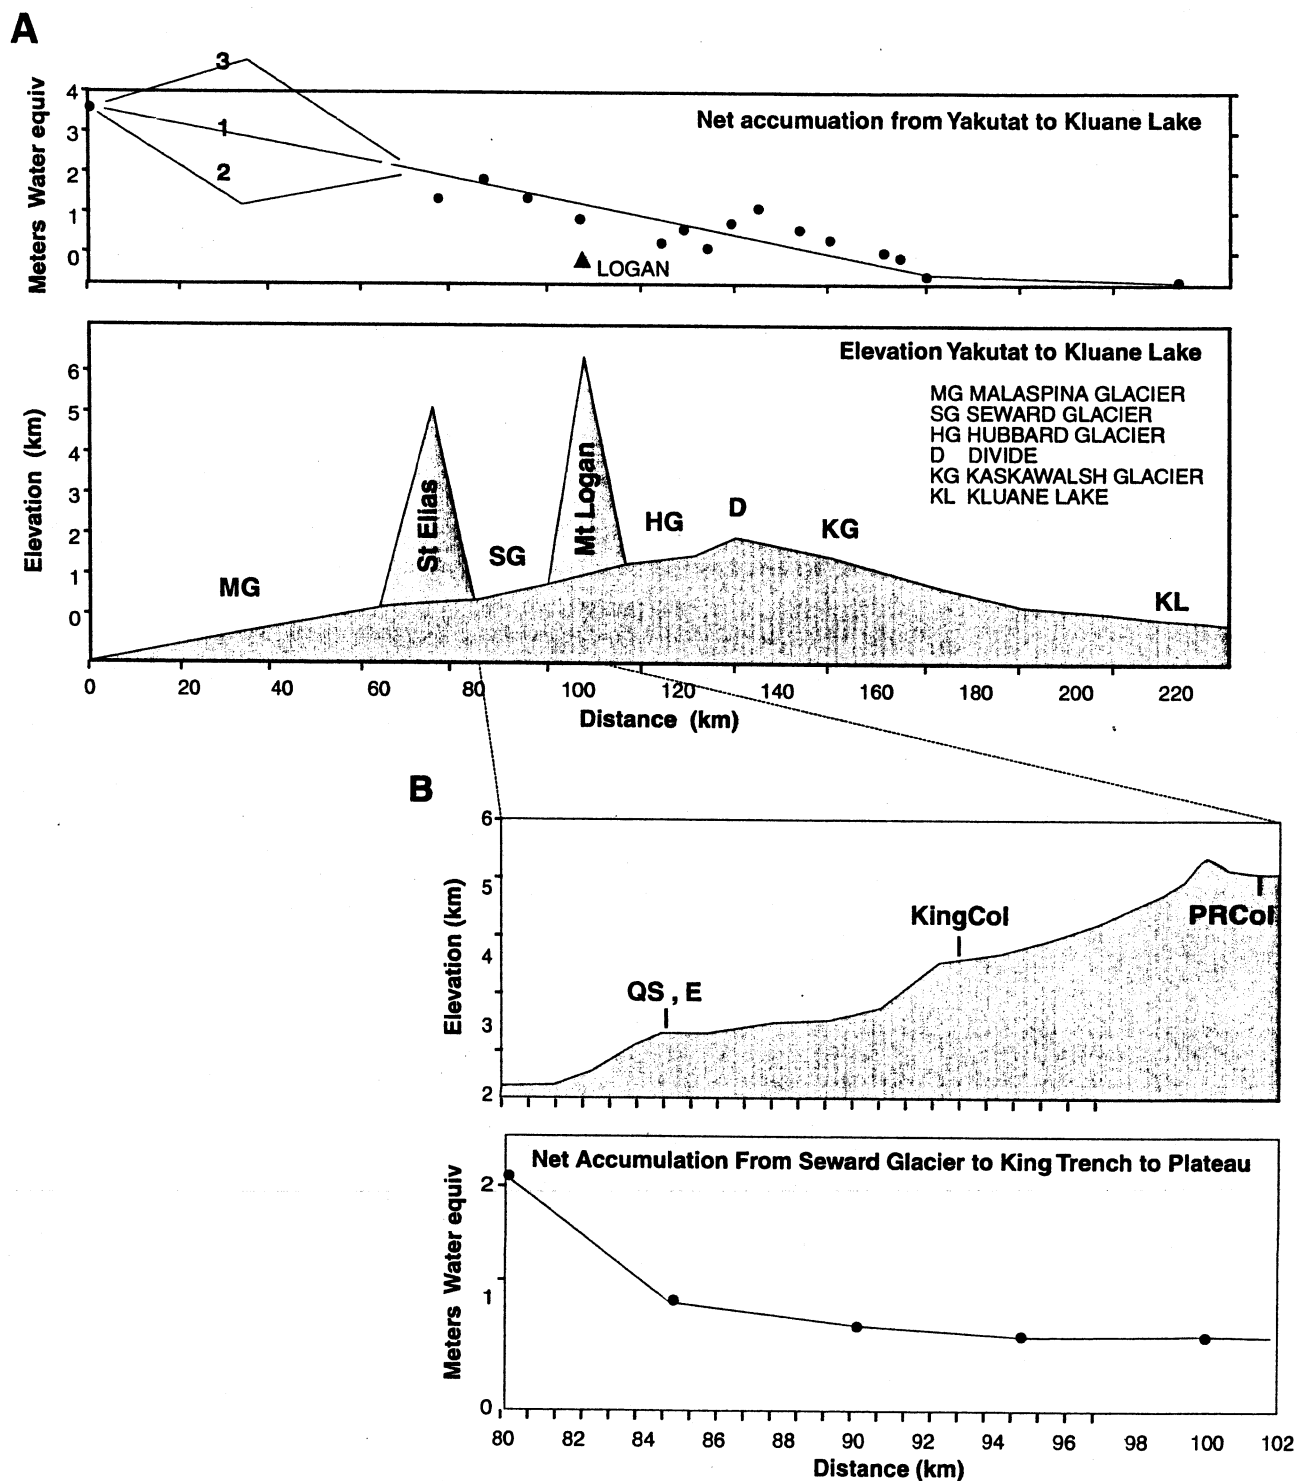 A
3
4
Net accumuation from Yakutat to Kluane Lake
3
1
2
2
1
0
LOGAN
Meters Water equiv
Elevation Yakutat to Kluane Lake
6
MG MALASPINA GLACIER
5
SG SEWARD GLACIER
HG HUBBARD GLACIER
4
D DIVIDE
KG KASKAWALSH GLACIER
3
KL KLUANE LAKE
2
1
0
Elevation (km)
MG
St Elias
SG
Mt Logan
HG
D
KG
KL
0 20 40 60 80 100 120 140 160 180 200 220
Distance (km)
B
6
5
4
3
2
Elevation (km)
QS , E
KingCol
PRCol
Net Accumulation From Seward Glacier to King Trench to Plateau
2
1
0
Meters Water equiv
80 82 84 86 88 90 92 94 96 98 100 102
Distance (km)